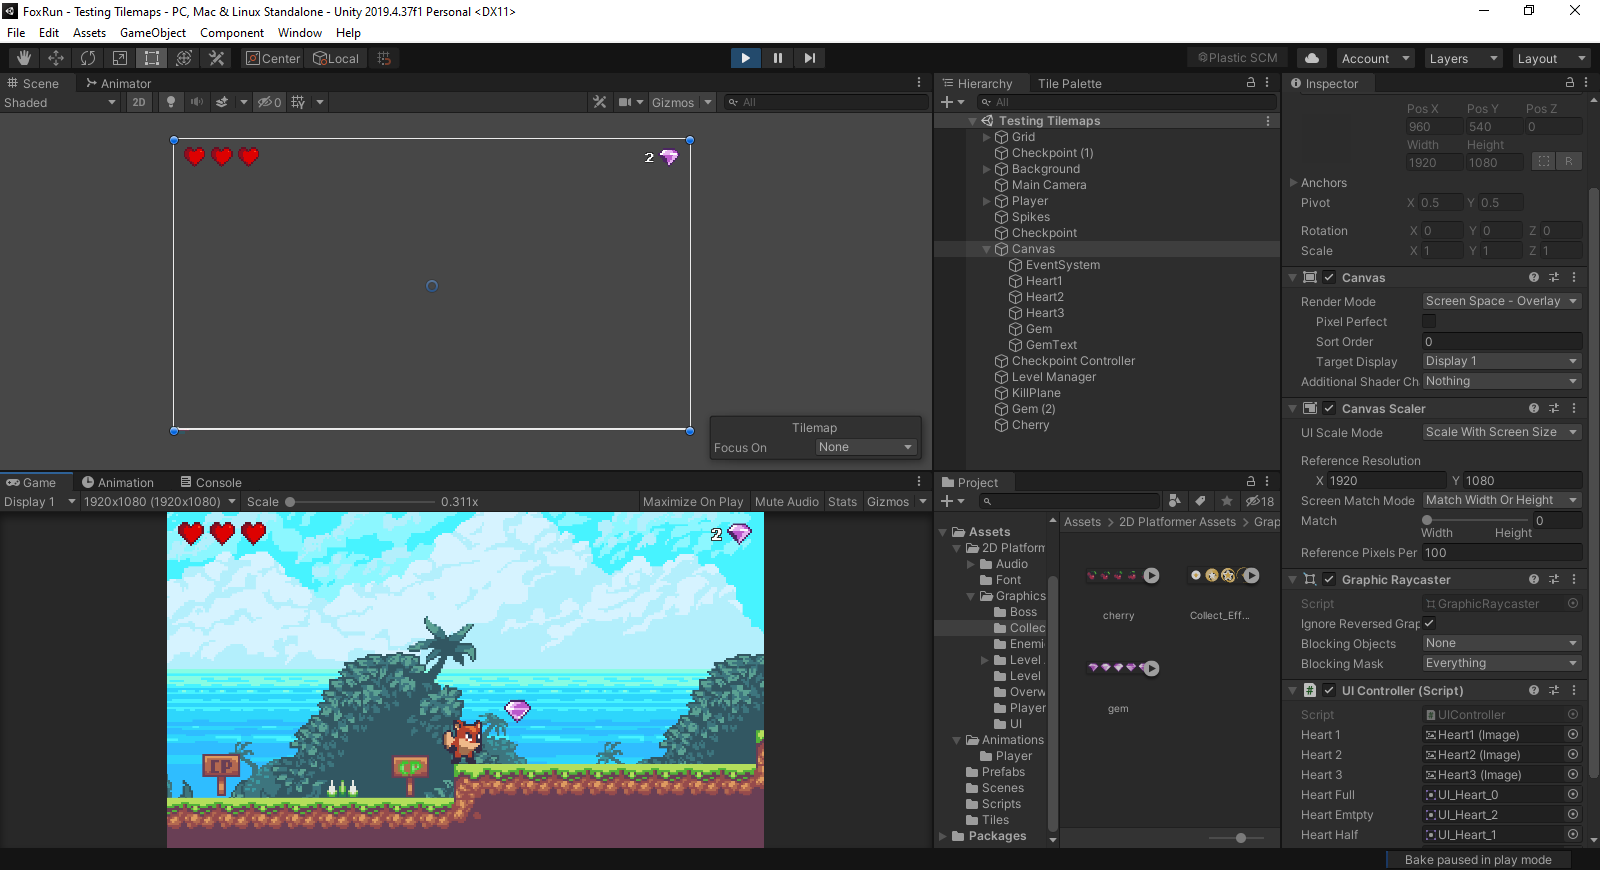 FoxRun - Testing Tilemaps - PC, Mac & Linux Standalone - Unity 2019.4.37f1 Personal <DX11>
File Edit Assets GameObject Component Window Help
Center Local Plastic SCM Account Layers Layout
Scene Animator
Shaded 2D 0 Gizmos All
2
Tilemap
Focus On None
Hierarchy Tile Palette
All
Testing Tilemaps
Grid
Checkpoint (1)
Background
Main Camera
Player
Spikes
Checkpoint
Canvas
EventSystem
Heart1
Heart2
Heart3
Gem
GemText
Checkpoint Controller
Level Manager
KillPlane
Gem (2)
Cherry
Inspector
Pos X Pos Y Pos Z
960 540 0
Width Height
1920 1080 R
Anchors
Pivot X 0.5 Y 0.5
Rotation X 0 Y 0 Z 0
Scale X 1 Y 1 Z 1
Canvas
Render Mode Screen Space - Overlay
Pixel Perfect
Sort Order 0
Target Display Display 1
Additional Shader Ch Nothing
Canvas Scaler
UI Scale Mode Scale With Screen Size
Reference Resolution
X 1920 Y 1080
Screen Match Mode Match Width Or Height
Match 0
Width Height
Reference Pixels Per 100
Graphic Raycaster
Script GraphicRaycaster
Ignore Reversed Grap
Blocking Objects None
Blocking Mask Everything
UI Controller (Script)
Script UIController
Heart 1 Heart1 (Image)
Heart 2 Heart2 (Image)
Heart 3 Heart3 (Image)
Heart Full UI_Heart_0
Heart Emtpty UI_Heart_2
Heart Half UI_Heart_1
Game Animation Console
Display 1 1920x1080 (1920x1080) Scale 0.311x Maximize On Play Mute Audio Stats Gizmos
2
CP
CP
Project
18
Assets
2D Platform
Audio
Font
Graphics
Boss
Collec
Enemi
Level
Level
Overw
Player
UI
Animations
Player
Prefabs
Scenes
Scripts
Tiles
Packages
Assets > 2D Platformer Assets > Grap
cherry Collect_Eff...
gem
Bake paused in play mode